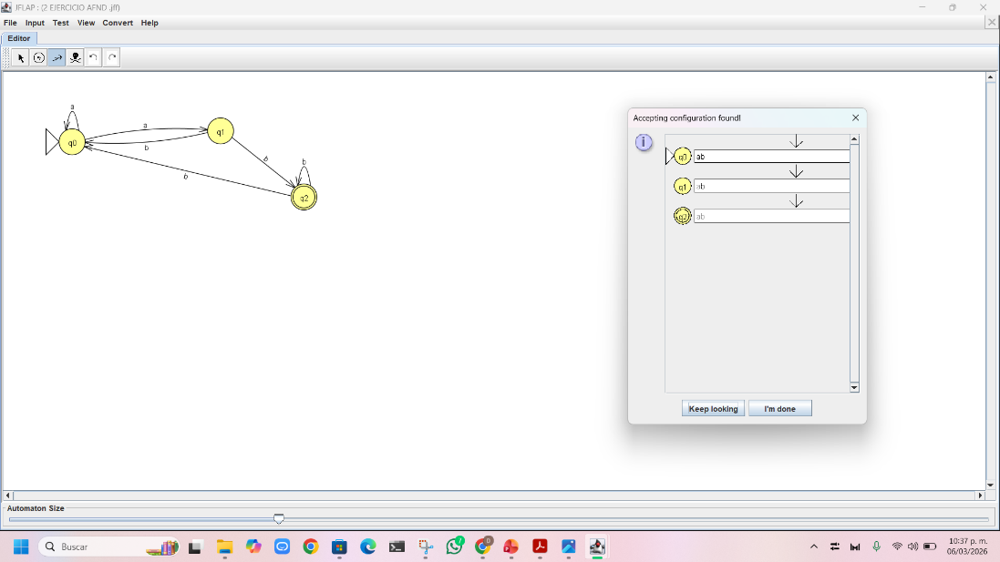 JFLAP : (2 EJERCICIO AFND .jff)
File Input Test View Convert Help
Editor
a
q0
a
b
q1
b
b
b
q2
Accepting configuration found!
q0 ab
q1 ab
q2 ab
Keep looking I'm done
Automaton Size
Buscar
7
D
10:37 p. m.
06/03/2026